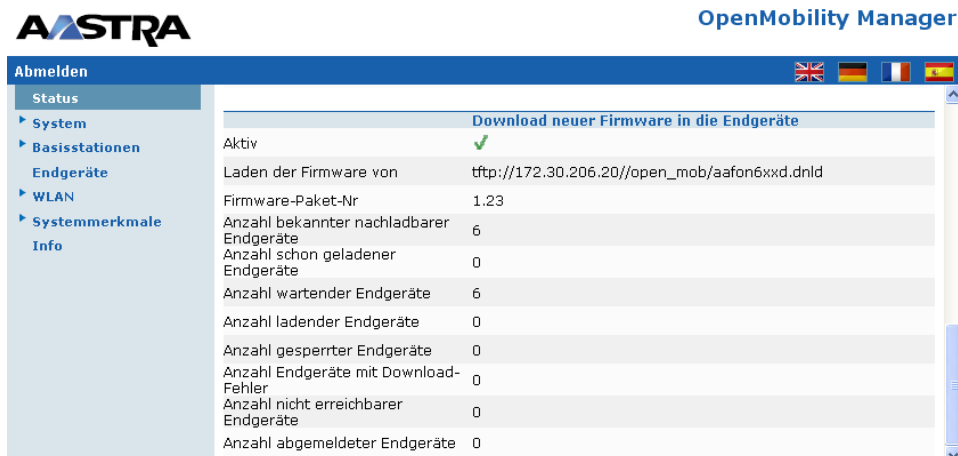 AASTRA
OpenMobility Manager
Abmelden
Status
System
Basisstationen
Endgeräte
WLAN
Systemmerkmale
Info
Download neuer Firmware in die Endgeräte
Aktiv
Laden der Firmware von tftp://172.30.206.20//open_mob/aafon6xxd.dnld
Firmware-Paket-Nr 1.23
Anzahl bekannter nachladbarer
Endgeräte 6
Anzahl schon geladener
Endgeräte 0
Anzahl wartender Endgeräte 6
Anzahl ladender Endgeräte 0
Anzahl gesperrter Endgeräte 0
Anzahl Endgeräte mit Download-
Fehler 0
Anzahl nicht erreichbarer
Endgeräte 0
Anzahl abgemeldeter Endgeräte 0